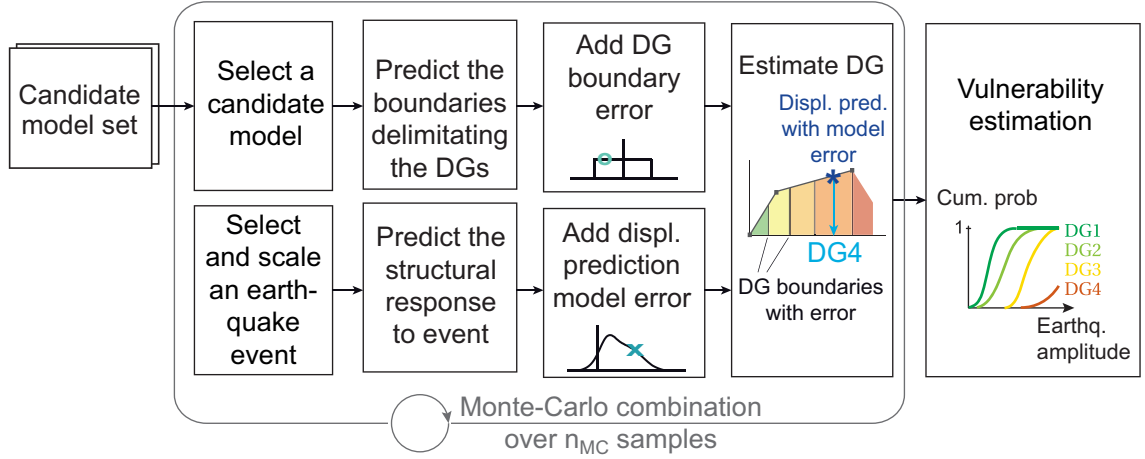 Candidate
model set
Select a
candidate
model
Predict the
boundaries
delimitating
the DGs
Add DG
boundary
error
Select
and scale
an earth-
quake
event
Predict the
structural
response
to event
Add displ.
prediction
model error
Estimate DG
Displ. pred.
with model
error
*
DG4
DG boundaries
with error
Vulnerability
estimation
Cum. prob
1
DG1
DG2
DG3
DG4
Earthq.
amplitude
Monte-Carlo combination
over nMC samples